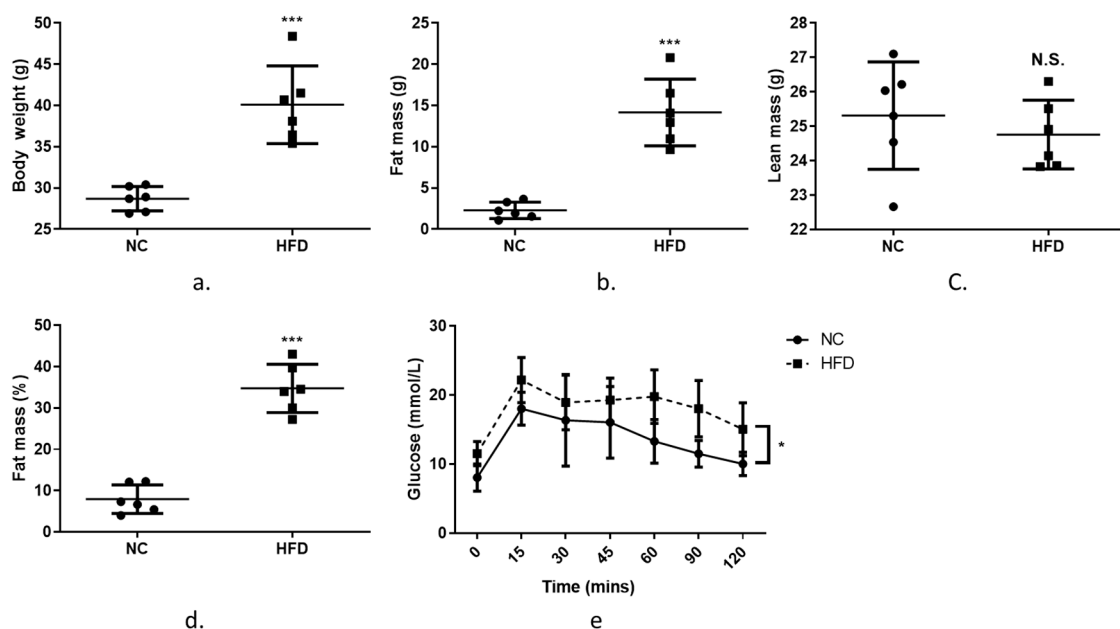 Body weight (g)
50
45
40
35
30
25
***
NC
HFD
a.
Fat mass (g)
25
20
15
10
5
0
***
NC
HFD
b.
Lean mass (g)
28
27
26
25
24
23
22
N.S.
NC
HFD
C.
Fat mass (%)
50
40
30
20
10
0
***
NC
HFD
d.
Glucose (mmol/L)
30
20
10
0
NC
HFD
*
0 15 30 45 60 90 120
Time (mins)
e